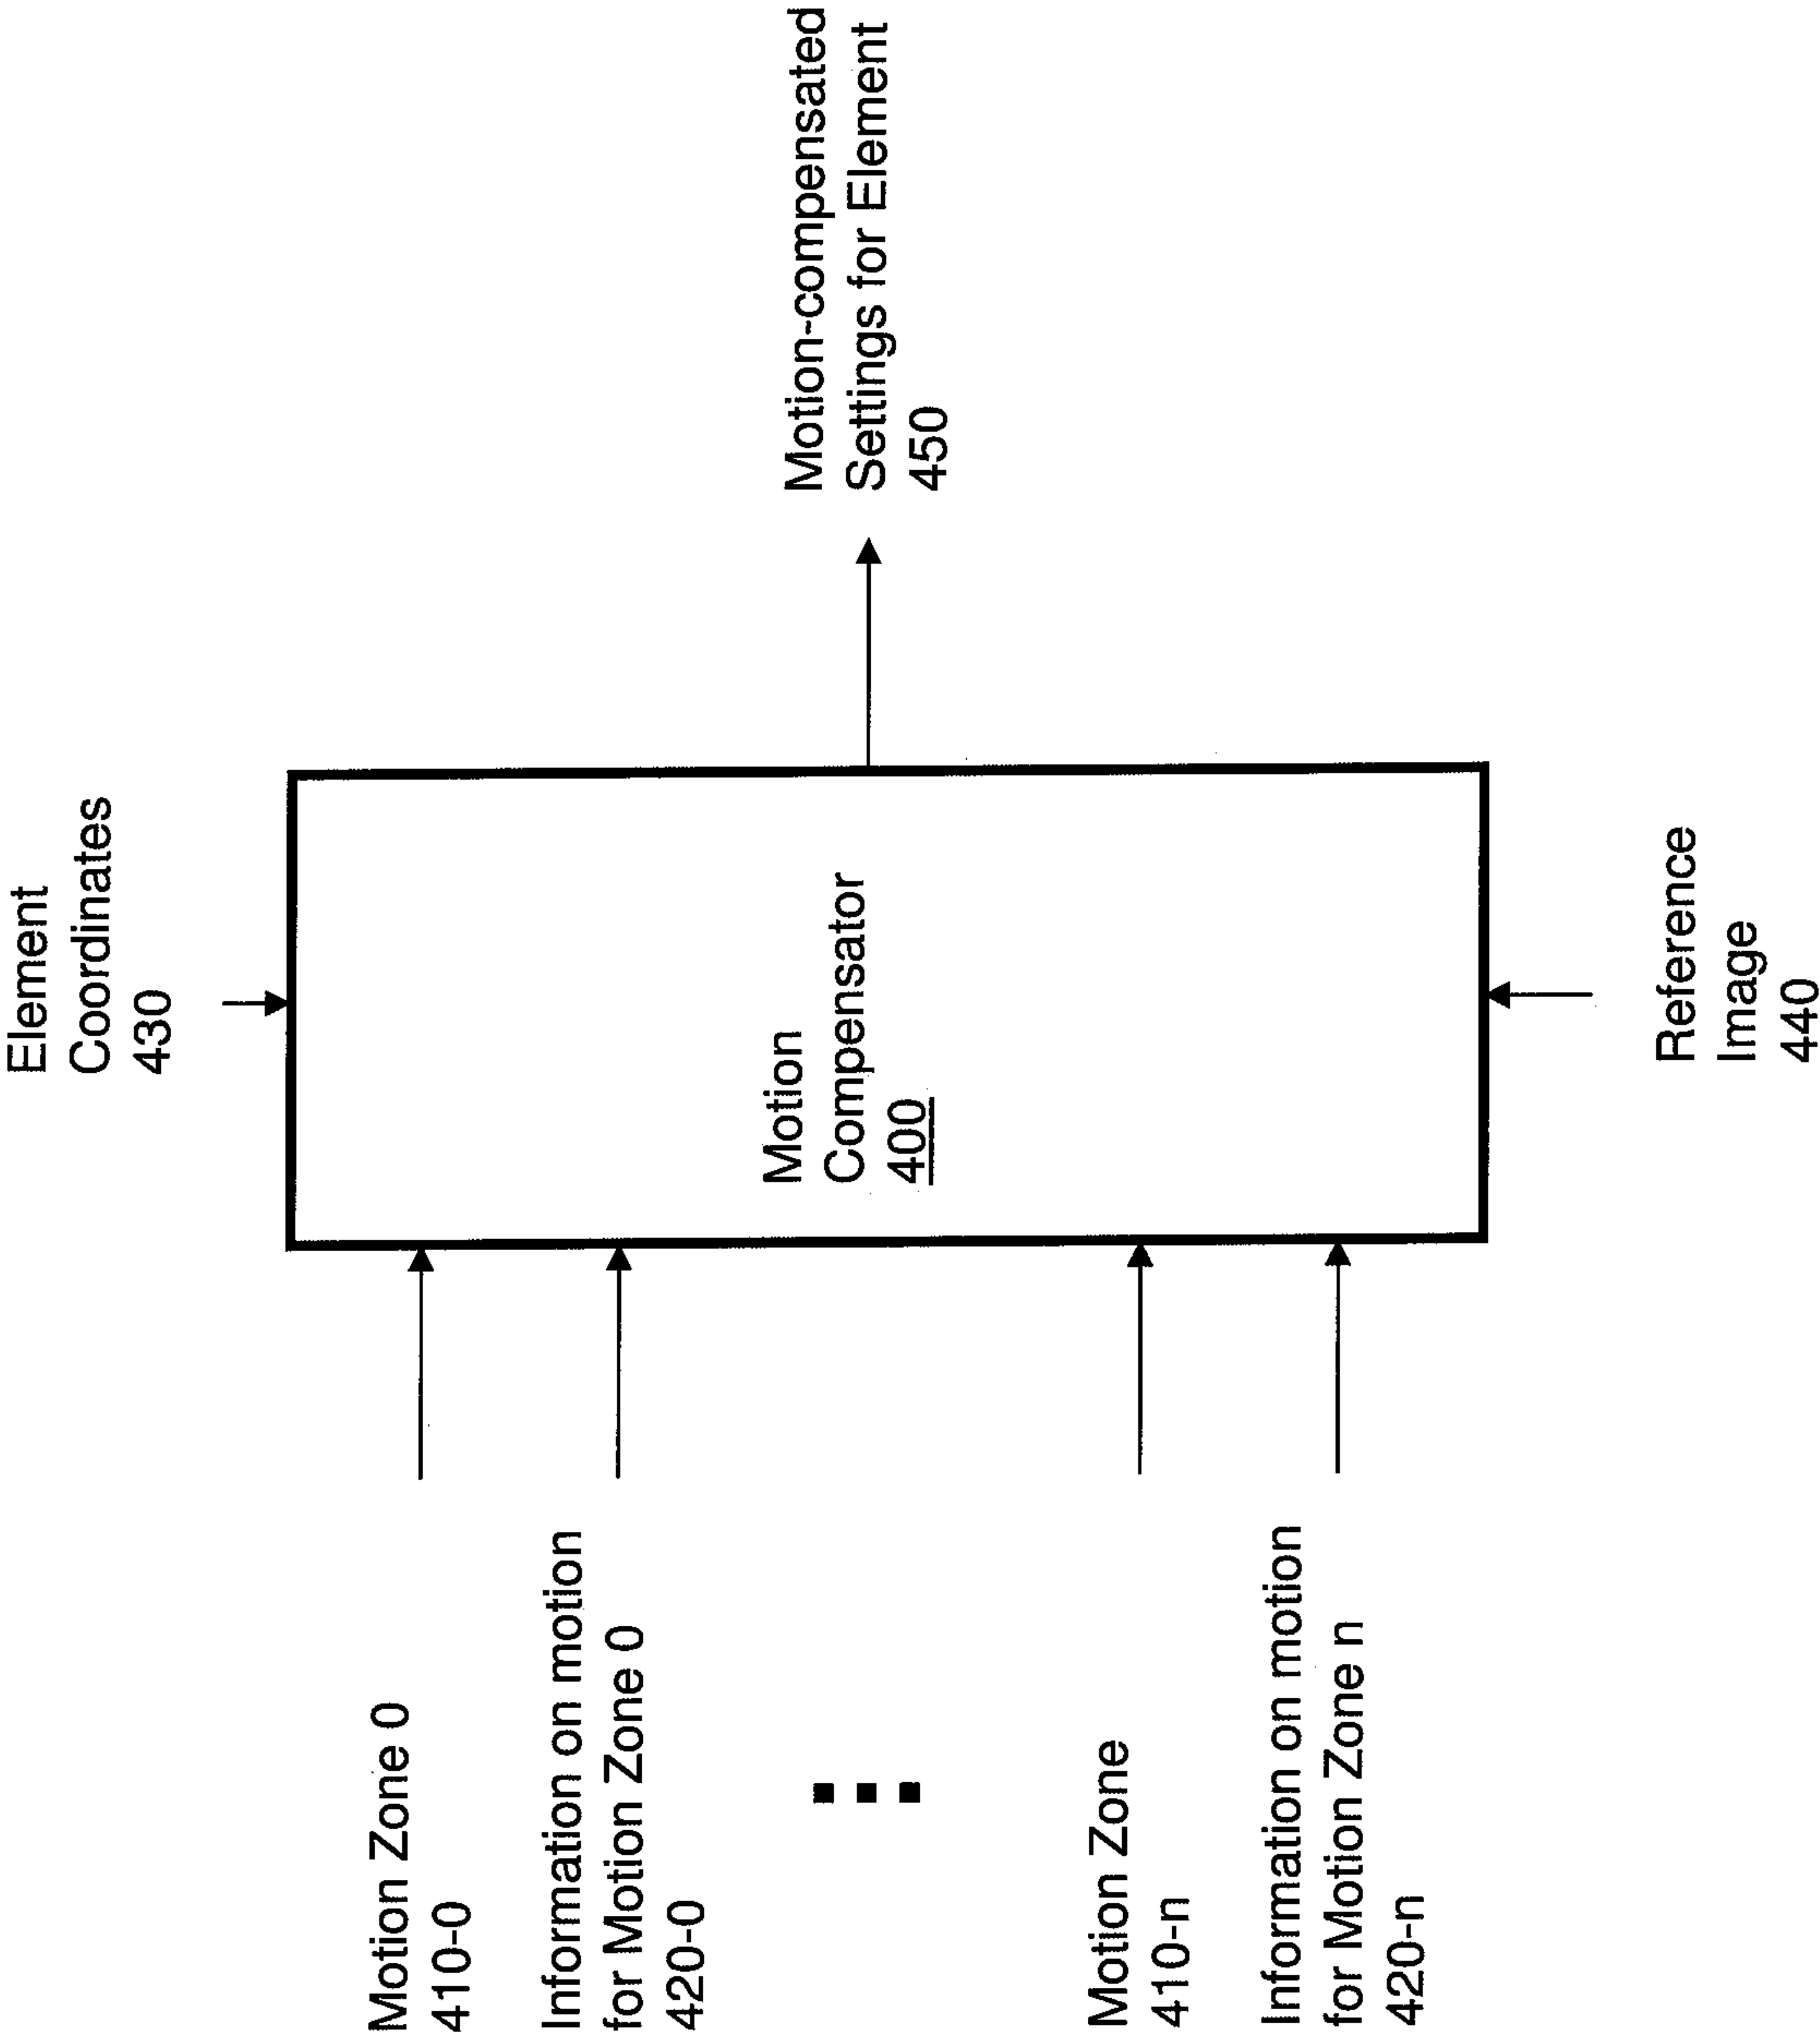 Element
Coordinates
430
Motion Zone 0
410-0
Information on motion
for Motion Zone 0
420-0
Motion
Compensator
400
Motion-compensated
Settings for Element
450
Motion Zone
410-n
Information on motion
for Motion Zone n
420-n
Reference
Image
440